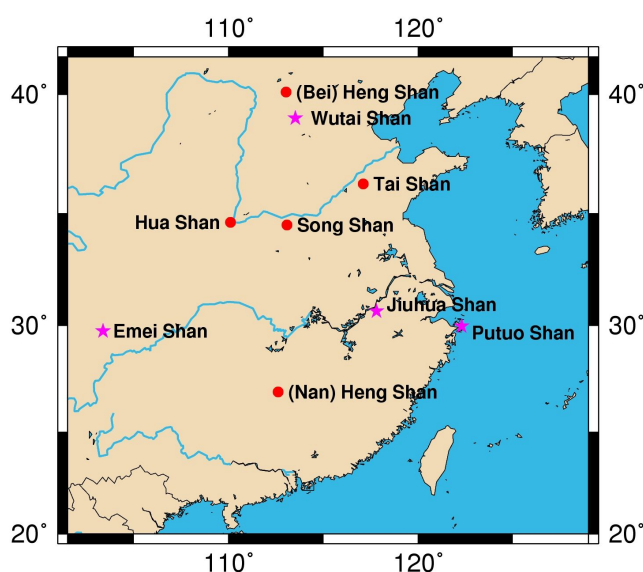 110° 120°
40° 40°
(Bei) Heng Shan
Wutai Shan
Tai Shan
Hua Shan
Song Shan
Jiuhua Shan
30° 30°
Emei Shan
Putuo Shan
(Nan) Heng Shan
20° 20°
110° 120°